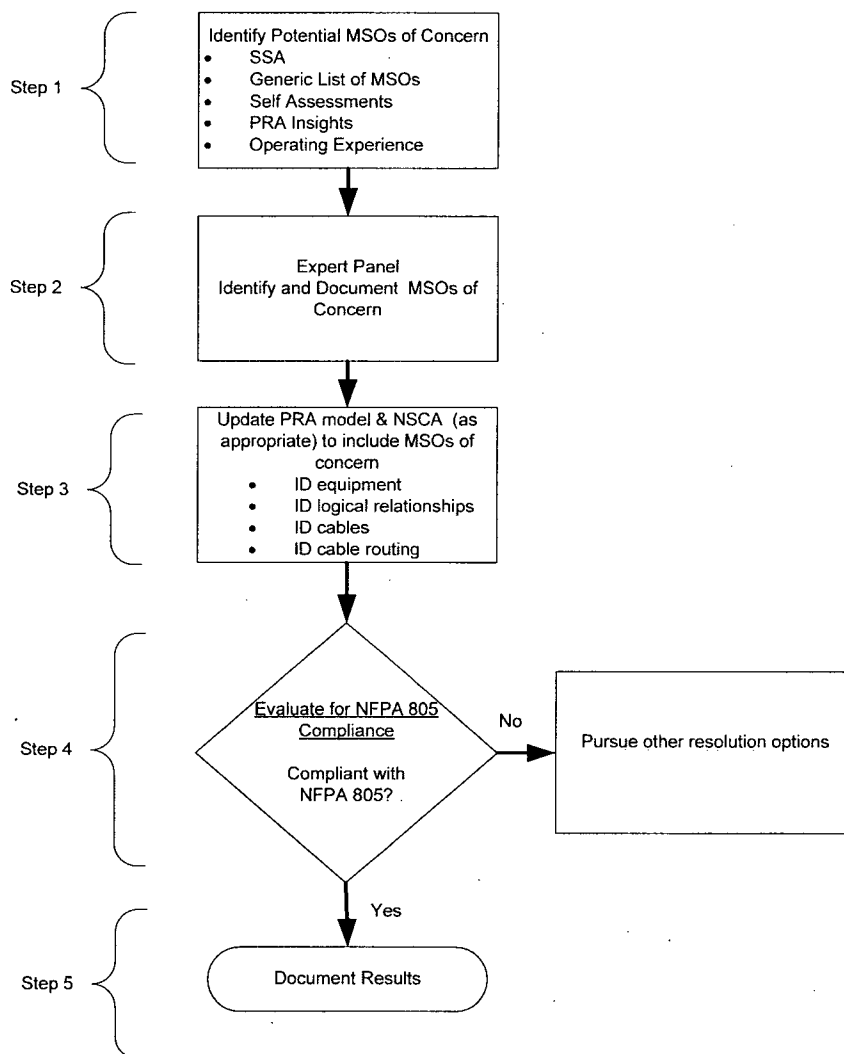 Step 1
Identify Potential MSOs of Concern
• SSA
• Generic List of MSOs
• Self Assessments
• PRA Insights
• Operating Experience
Step 2
Expert Panel
Identify and Document MSOs of
Concern
Step 3
Update PRA model & NSCA (as
appropriate) to include MSOs of
concern
• ID equipment
• ID logical relationships
• ID cables
• ID cable routing
Step 4
Evaluate for NFPA 805
Compliance
Compliant with
NFPA 805?
No
Pursue other resolution options
Yes
Step 5
Document Results